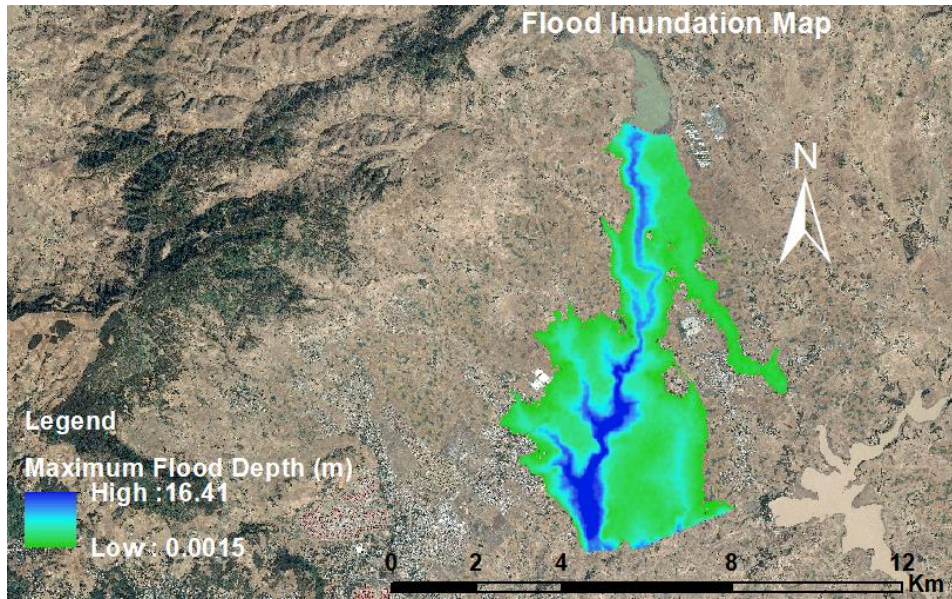 Flood Inundation Map
N
Legend
Maximum Flood Depth (m)
High :16.41
Low : 0.0015
0 2 4 8 12
Km